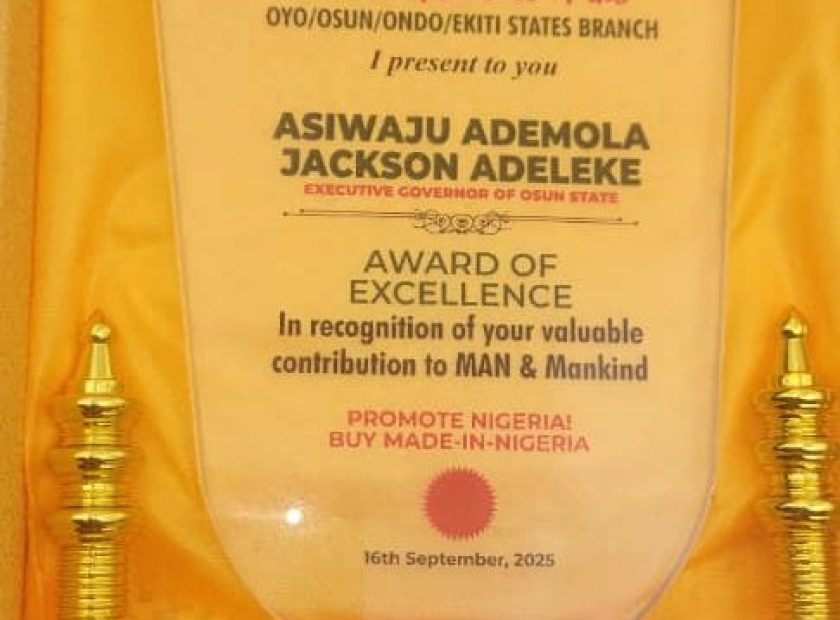 OYO/OSUN/ONDO/EKITI STATES BRANCH
I present to you
ASIWAJU ADEMOLA
JACKSON ADELEKE
EXECUTIVE GOVERNOR OF OSUN STATE
AWARD OF
EXCELLENCE
In recognition of your valuable
contribution to MAN & Mankind
PROMOTE NIGERIA!
BUY MADE-IN-NIGERIA
16th September, 2025